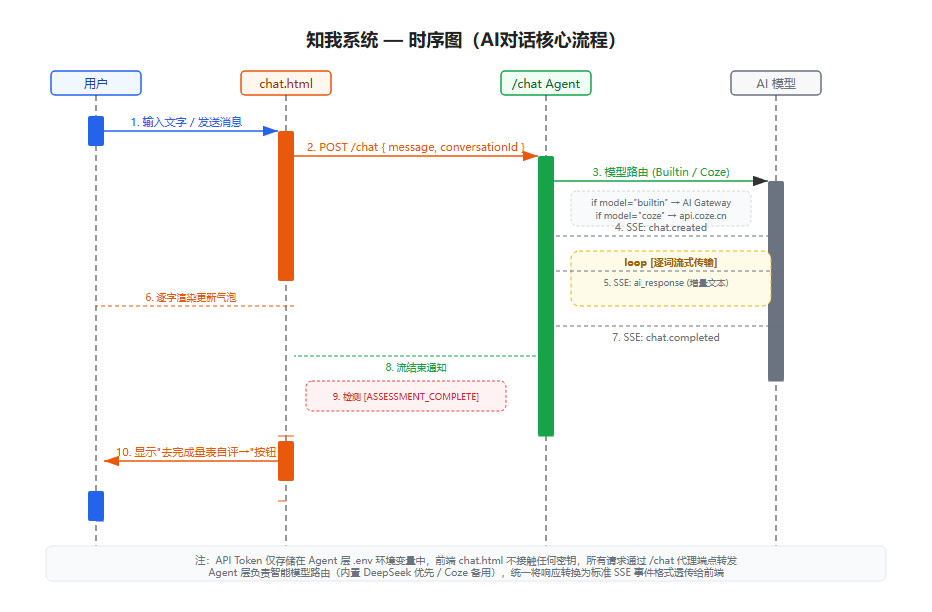 知我系统 — 时序图（AI对话核心流程）
用户
chat.html
/chat Agent
AI 模型
1. 输入文字 / 发送消息
2. POST /chat { message, conversationId }
3. 模型路由 (Builtin / Coze)
if model="builtin" → AI Gateway
if model="coze" → api.coze.cn
4. SSE: chat.created
loop [逐词流式传输]
5. SSE: ai_response (增量文本)
6. 逐字渲染更新气泡
7. SSE: chat.completed
8. 流结束通知
9. 检测 [ASSESSMENT_COMPLETE]
10. 显示"去完成量表自评→"按钮
注：API Token 仅存储在 Agent 层 .env 环境变量中，前端 chat.html 不接触任何密钥，所有请求通过 /chat 代理端点转发
Agent 层负责智能模型路由（内置 DeepSeek 优先 / Coze 备用），统一将响应转换为标准 SSE 事件格式透传给前端